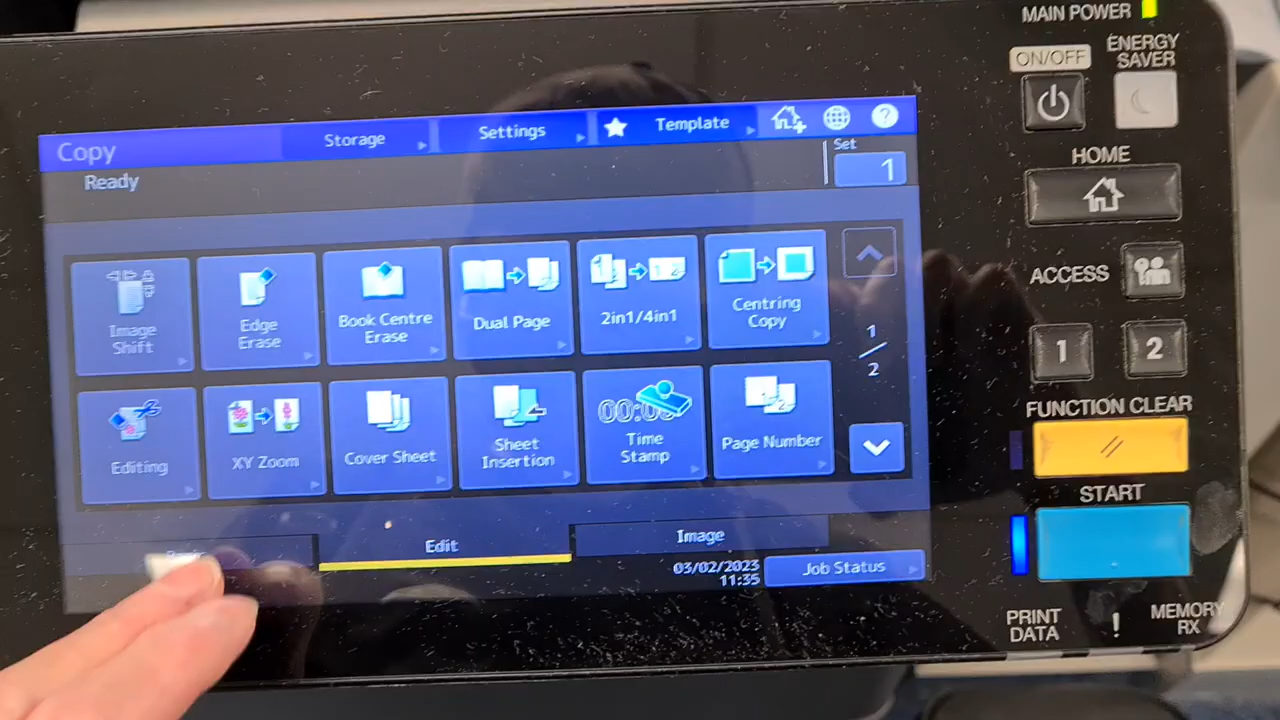 MAIN POWER
ON/OFF
ENERGY
SAVER
Storage
Settings
Template
Copy
Ready
Set
1
HOME
Image
Shift
Edge
Erase
Book Centre
Erase
Dual Page
2in1/4in1
Centring
Copy
1
2
ACCESS
1
2
Editing
XY Zoom
Cover Sheet
Sheet
Insertion
Time
Stamp
Page Number
FUNCTION CLEAR
START
Edit
Image
03/02/2023
11:35
Job Status
PRINT
DATA
!
MEMORY
RX